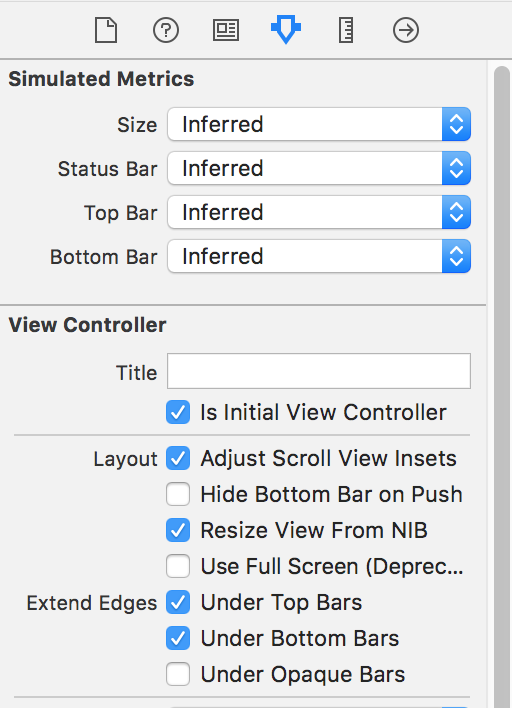 Simulated Metrics
Size Inferred
Status Bar Inferred
Top Bar Inferred
Bottom Bar Inferred
View Controller
Title
Is Initial View Controller
Layout Adjust Scroll View Insets
Hide Bottom Bar on Push
Resize View From NIB
Use Full Screen (Deprec...
Extend Edges Under Top Bars
Under Bottom Bars
Under Opaque Bars